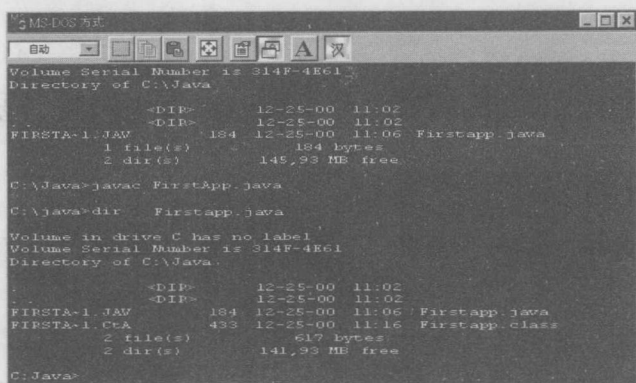 MS-DOS 方式
自动 A 汉
Volume Serial Number is 314F-4E61
Directory of C:\Java
. <DIR> 12-25-00 11:02
.. <DIR> 12-25-00 11:02
FIRSTA~1.JAV 184 12-25-00 11:06 Firstapp.java
1 file(s) 184 bytes
2 dir(s) 145,93 MB free
C:\Java>javac FirstApp.java
C:\java>dir Firstapp.java
Volume in drive C has no label
Volume Serial Number is 314F-4E61
Directory of C:\Java.
. <DIR> 12-25-00 11:02
.. <DIR> 12-25-00 11:02
FIRSTA~1.JAV 184 12-25-00 11:06 Firstapp.java
FIRSTA~1.CtA 433 12-25-00 11:16 Firstapp.class
2 file(s) 617 bytes
2 dir(s) 141,93 MB free
C:Java>